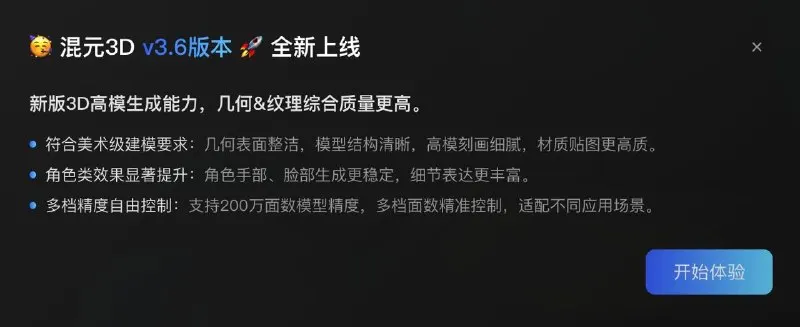 🥳 混元3D v3.6版本 🚀 全新上线
×
新版3D高模生成能力，几何&纹理综合质量更高。
• 符合美术级建模要求：几何表面整洁，模型结构清晰，高模刻画细腻，材质贴图更高质。
• 角色类效果显著提升：角色手部、脸部生成更稳定，细节表达更丰富。
• 多档精度自由控制：支持200万面数模型精度，多档面数精准控制，适配不同应用场景。
开始体验